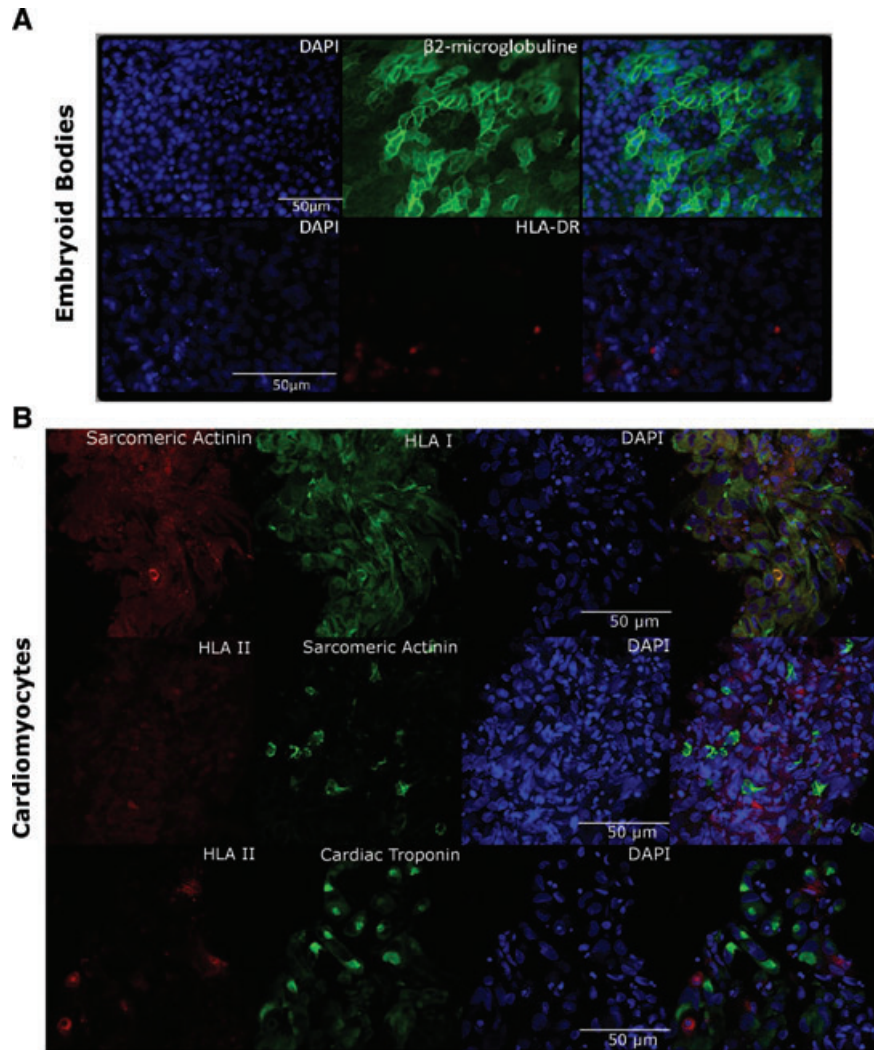 A
Embryoid Bodies
DAPI
β2-microglobuline
50μm
DAPI
HLA-DR
50μm
B
Cardiomyocytes
Sarcomeric Actinin
HLA I
DAPI
50 μm
HLA II
Sarcomeric Actinin
DAPI
50 μm
HLA II
Cardiac Troponin
DAPI
50 μm